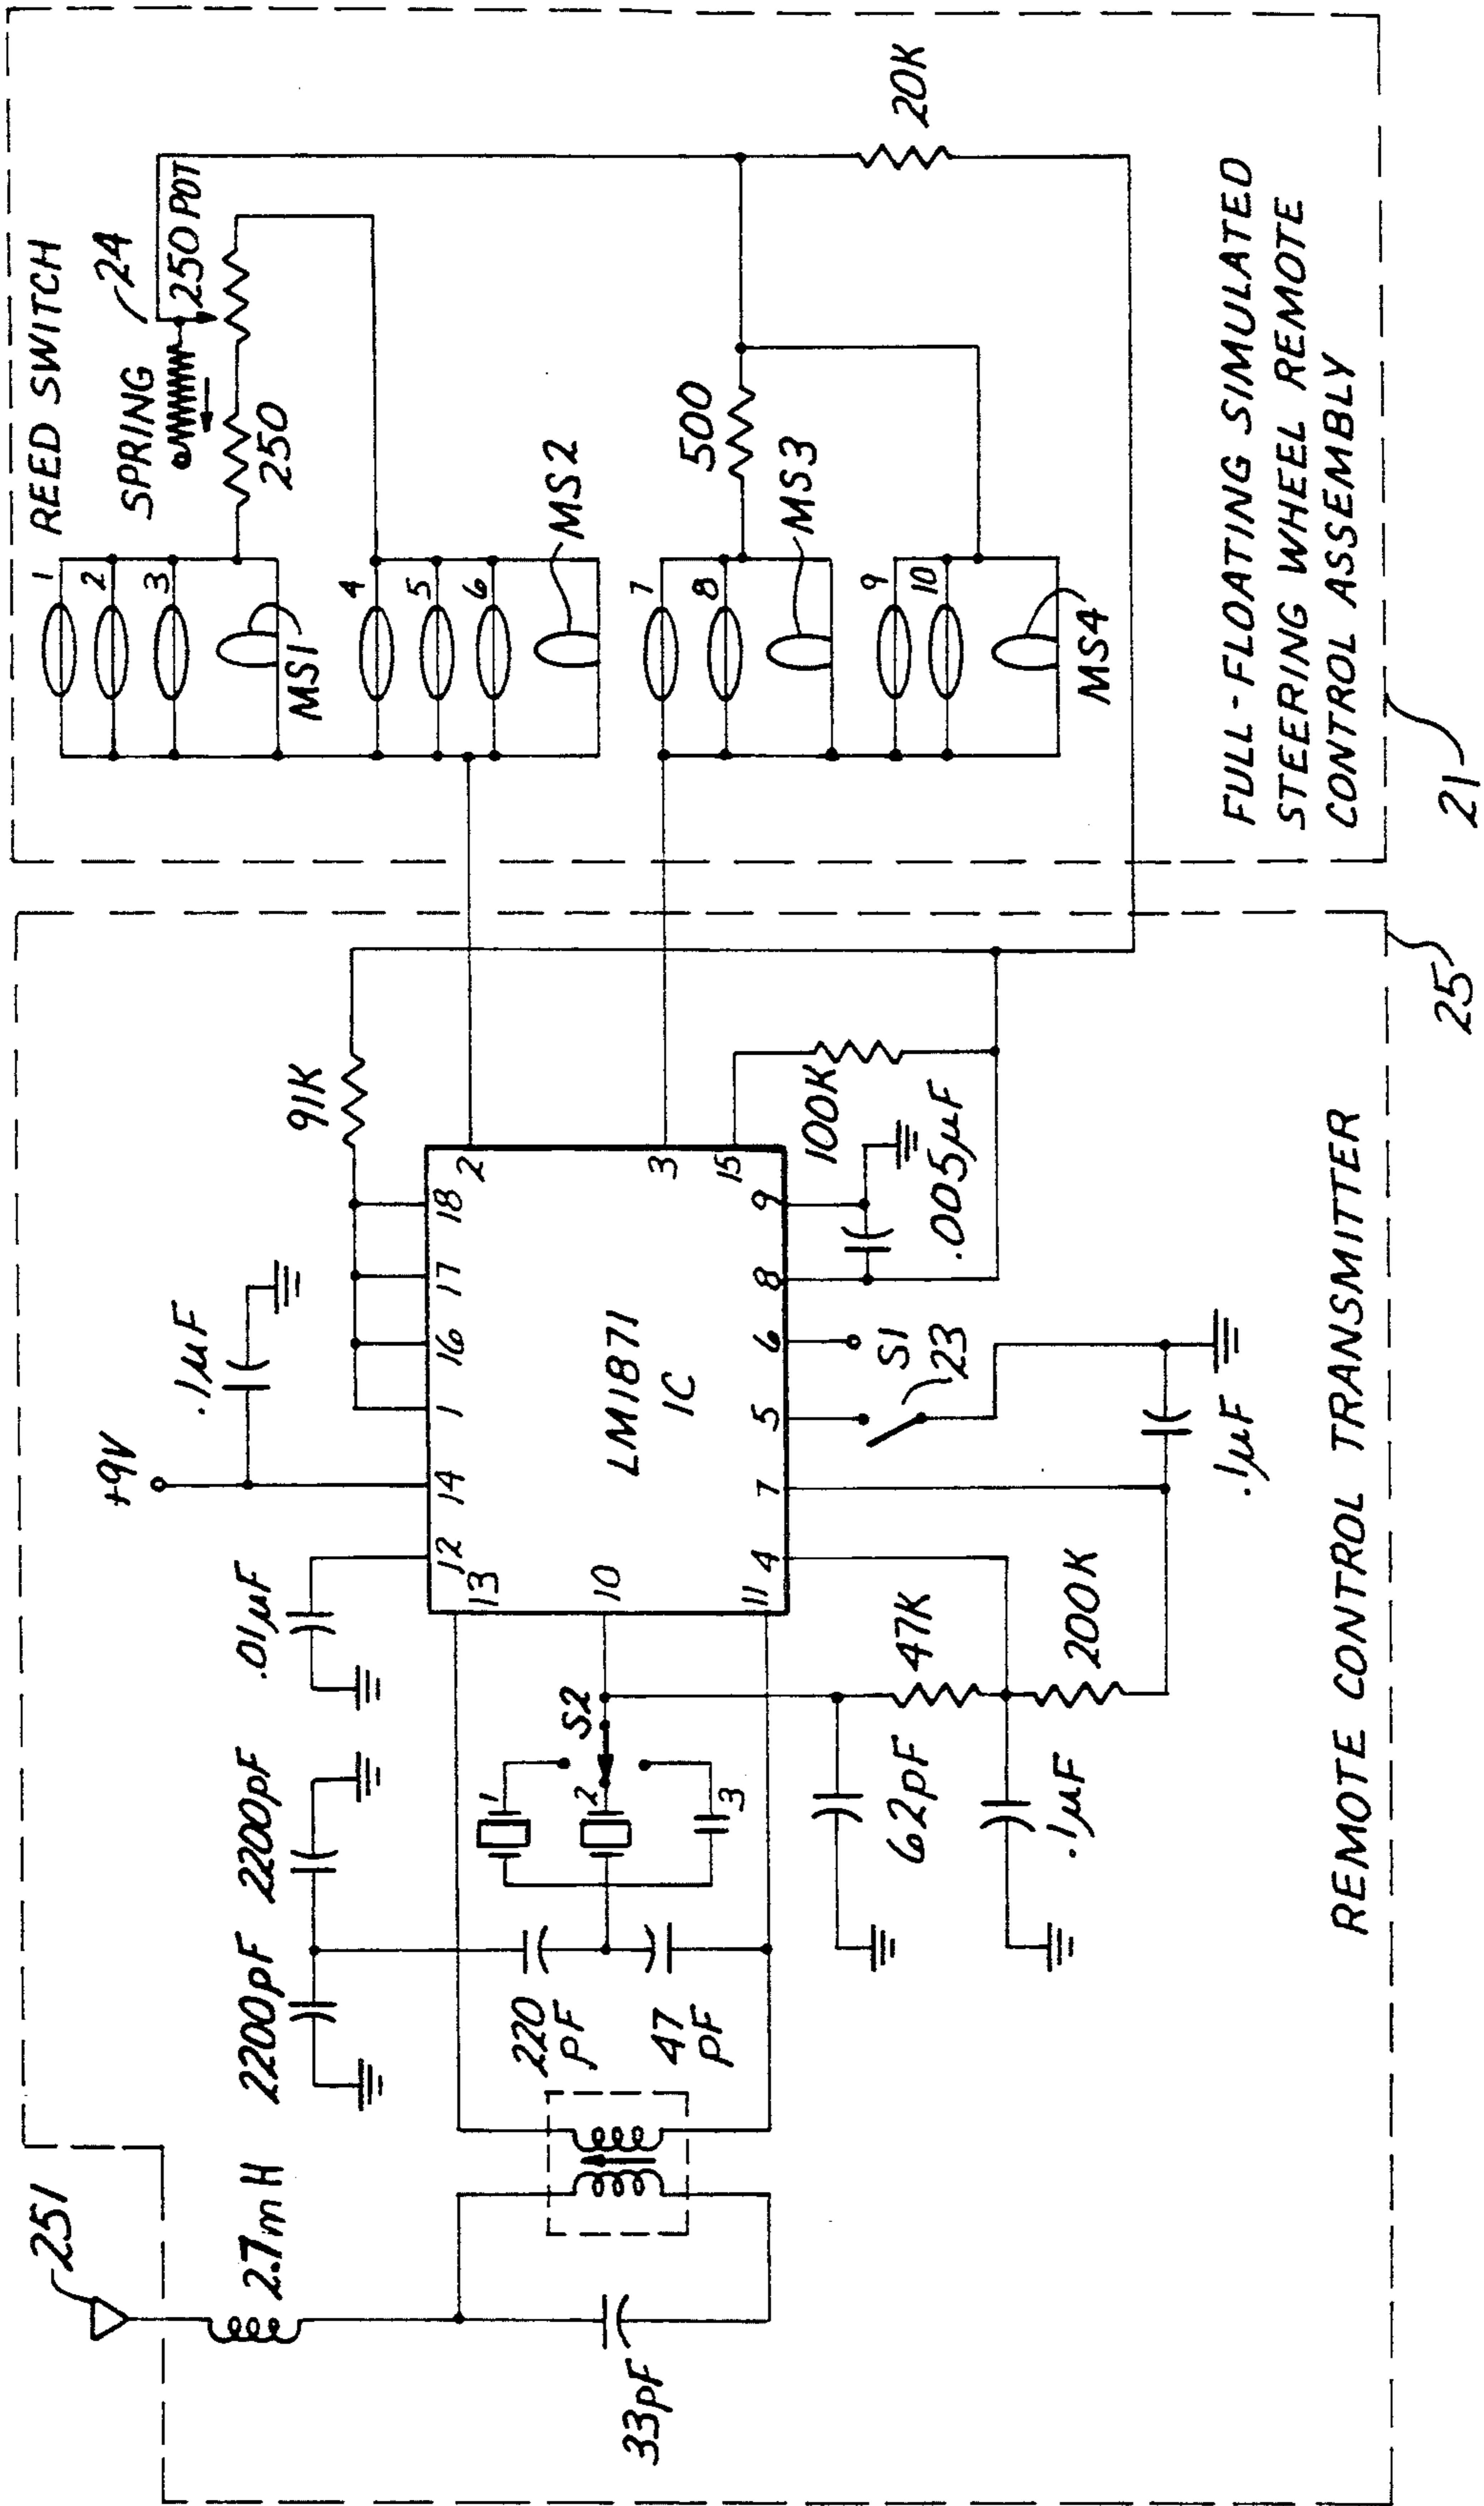 251
2.7mH
33pF
2200pF
2200pF
.01µF
+9V
.1µF
91K
220
pF
47
pF
1
2
3
S2
13
12
14
1
16
17
18
10
LM1871
IC
2
3
15
11
4
7
5
6
8
9
62pF
47K
.1µF
200K
S1
23
.1µF
100K
.005µF
REMOTE CONTROL TRANSMITTER
25
REED SWITCH
SPRING
24
250 POT
250
1
2
3
MS1
4
5
6
MS2
7
8
MS3
500
9
10
MS4
20K
FULL-FLOATING SIMULATED
STEERING WHEEL REMOTE
CONTROL ASSEMBLY
21